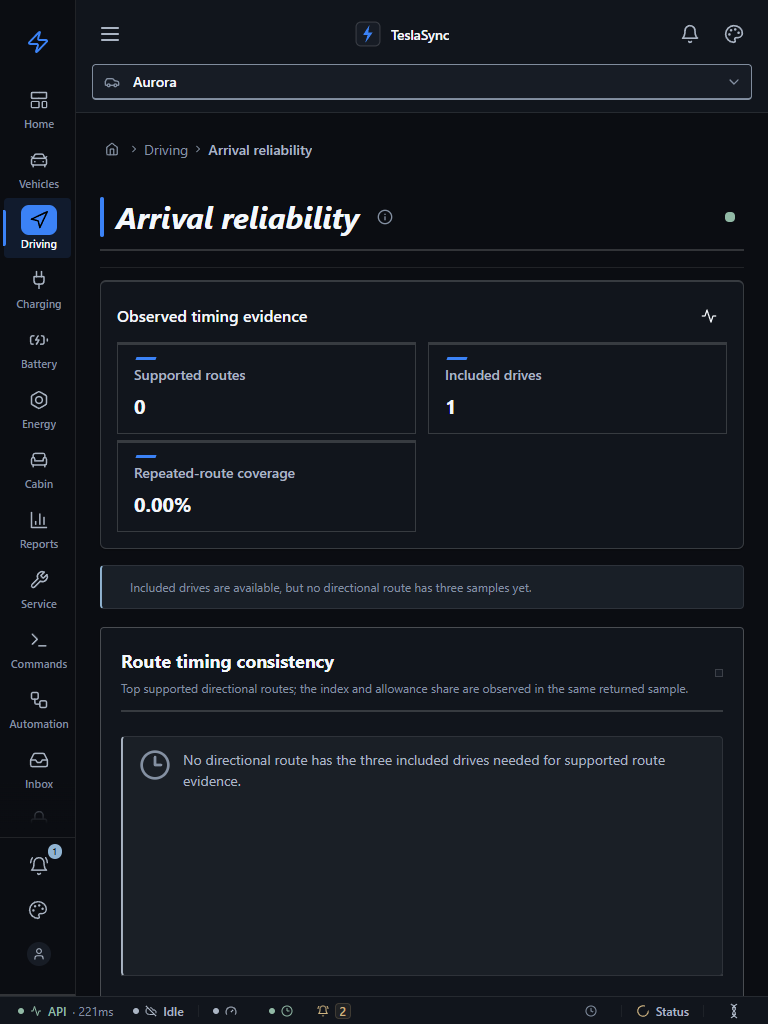 TeslaSync
Aurora
Home
Vehicles
Driving
Charging
Battery
Energy
Cabin
Reports
Service
Commands
Automation
Inbox
1
Driving
Arrival reliability
Arrival reliability
Observed timing evidence
Supported routes
0
Included drives
1
Repeated-route coverage
0.00%
Included drives are available, but no directional route has three samples yet.
Route timing consistency
Top supported directional routes; the index and allowance share are observed in the same returned sample.
No directional route has the three included drives needed for supported route
evidence.
API · 221ms
Idle
2
Status